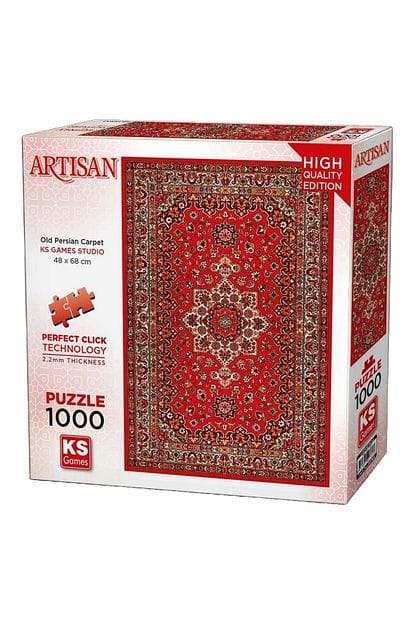 ARTISAN
Old Persian Carpet
KS GAMES STUDIO
48 x 68 cm
PERFECT CLICK
TECHNOLOGY
2,2mm THICKNESS
PUZZLE
1000
KS
Games
HIGH
QUALITY
EDITION
ARTISAN
PUZZLE
1000
KS
Games